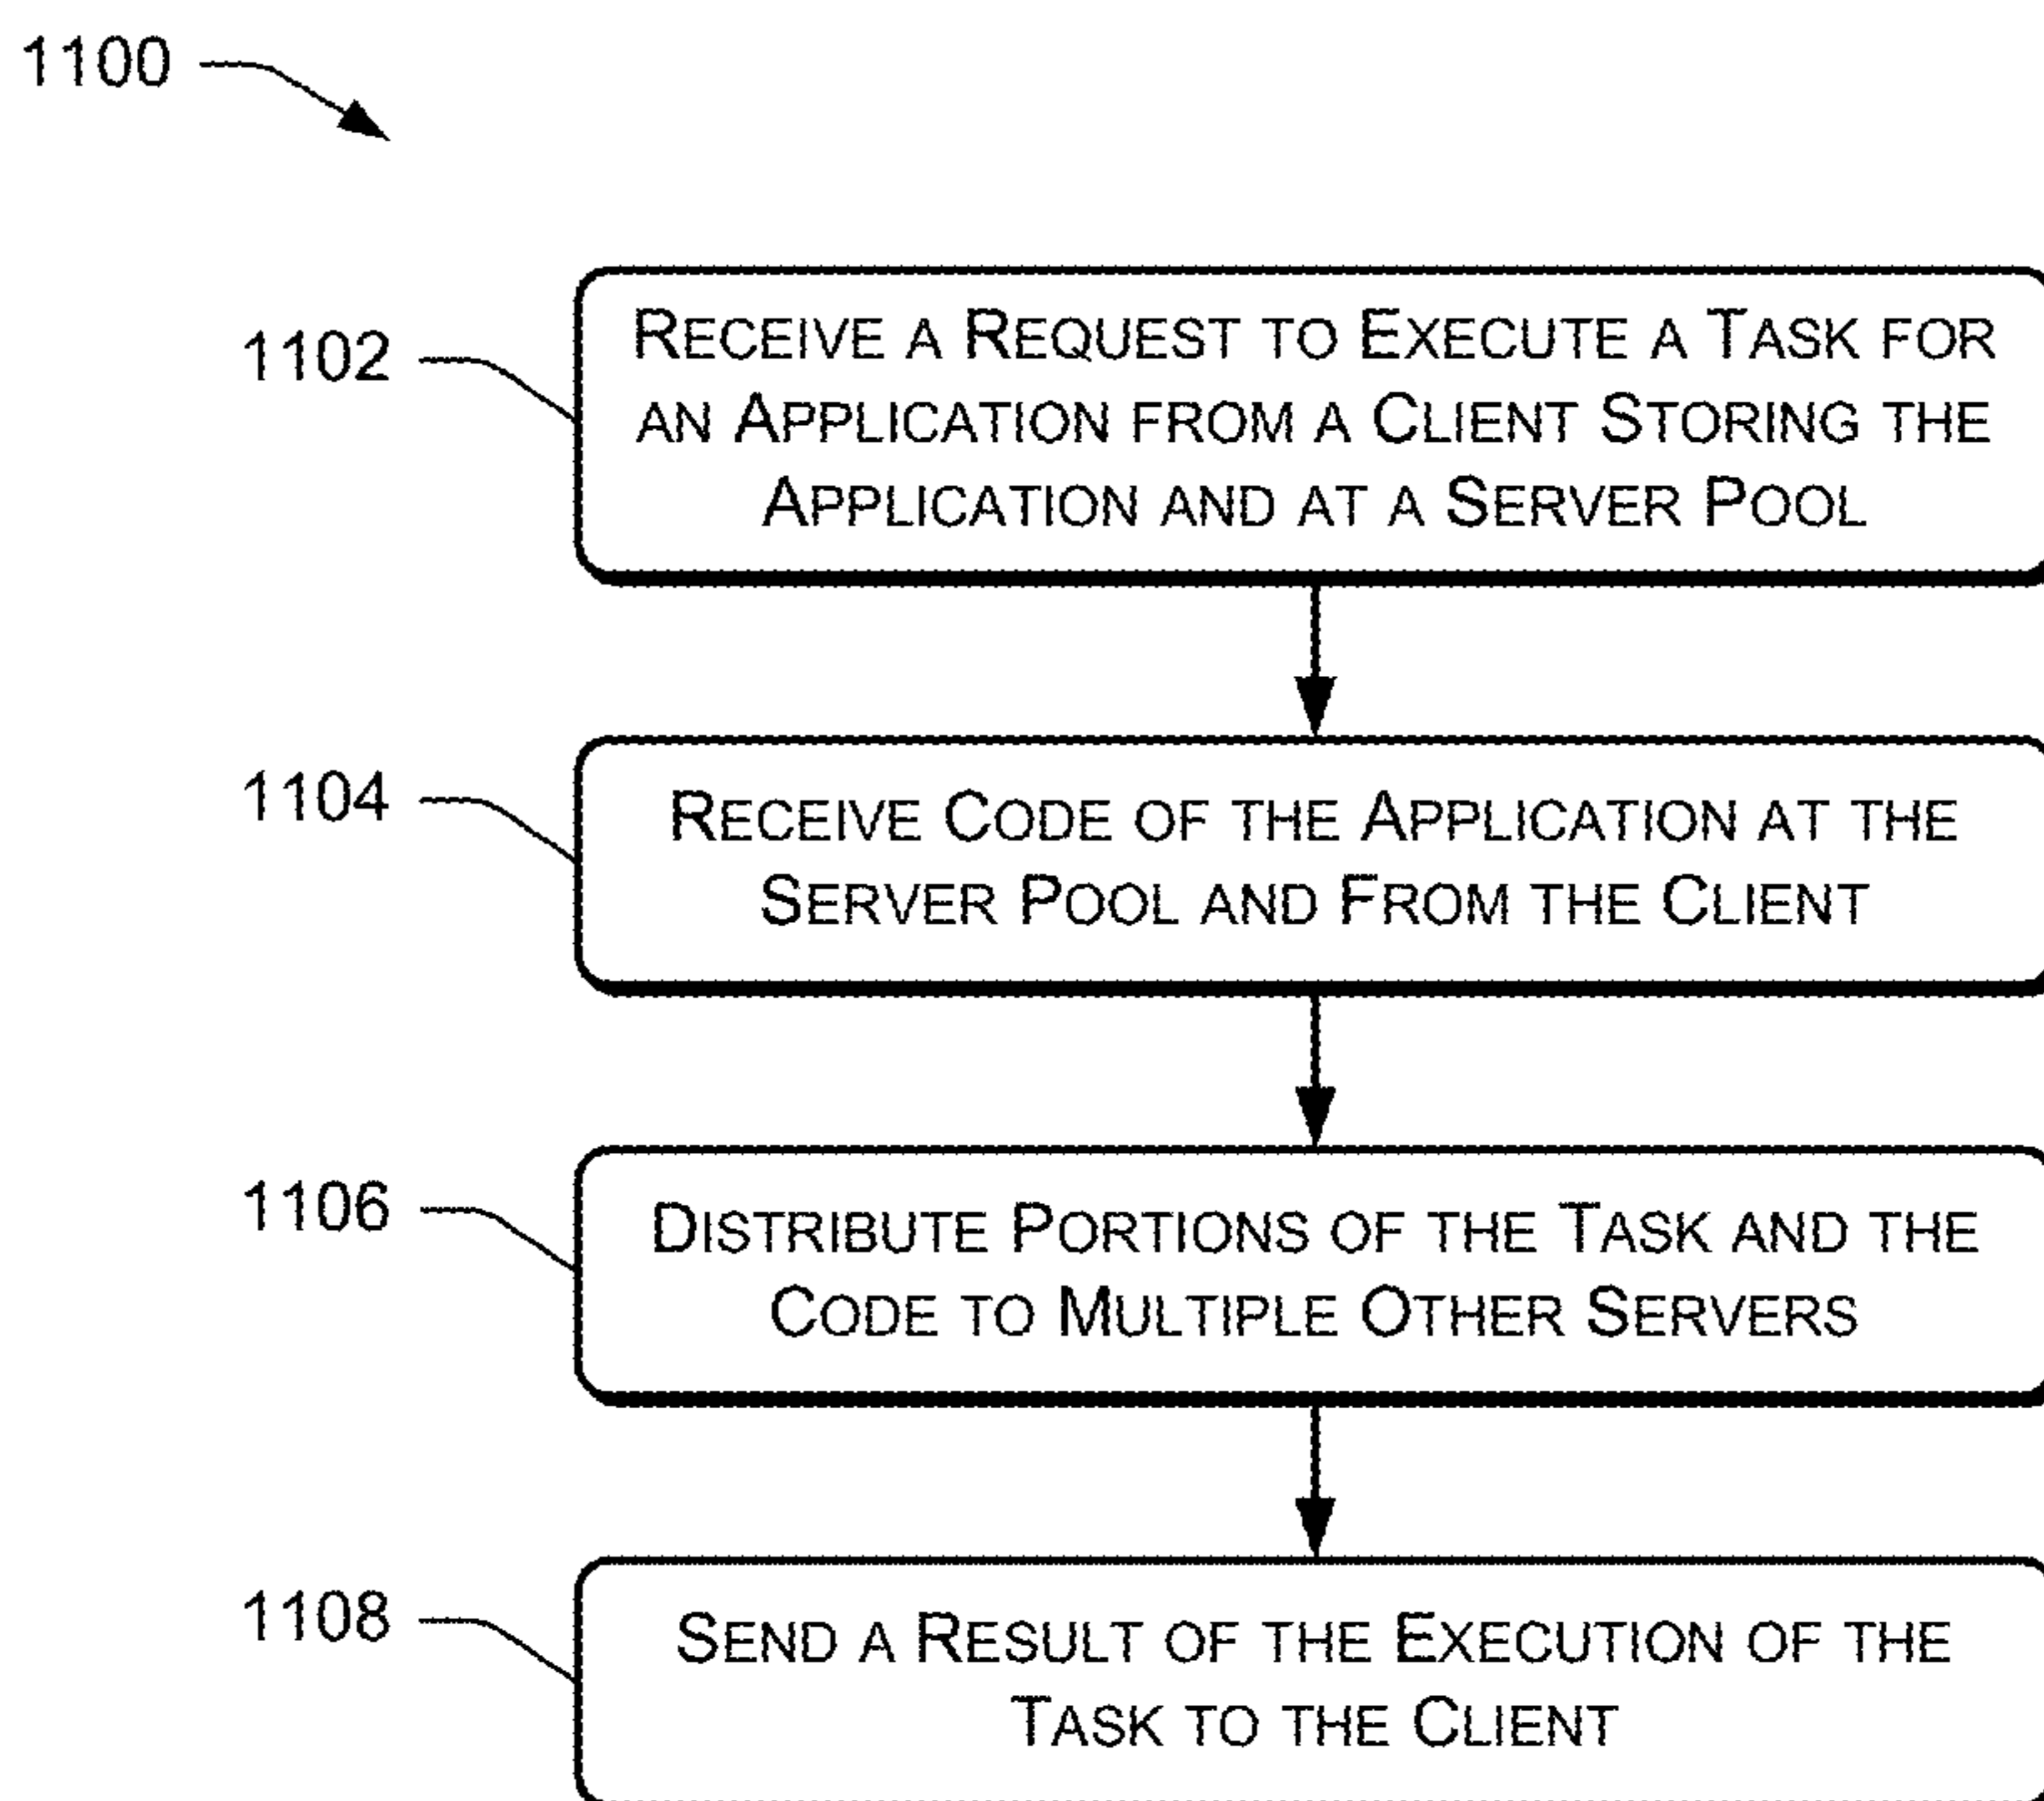 1100
1102
RECEIVE A REQUEST TO EXECUTE A TASK FOR
AN APPLICATION FROM A CLIENT STORING THE
APPLICATION AND AT A SERVER POOL
1104
RECEIVE CODE OF THE APPLICATION AT THE
SERVER POOL AND FROM THE CLIENT
1106
DISTRIBUTE PORTIONS OF THE TASK AND THE
CODE TO MULTIPLE OTHER SERVERS
1108
SEND A RESULT OF THE EXECUTION OF THE
TASK TO THE CLIENT